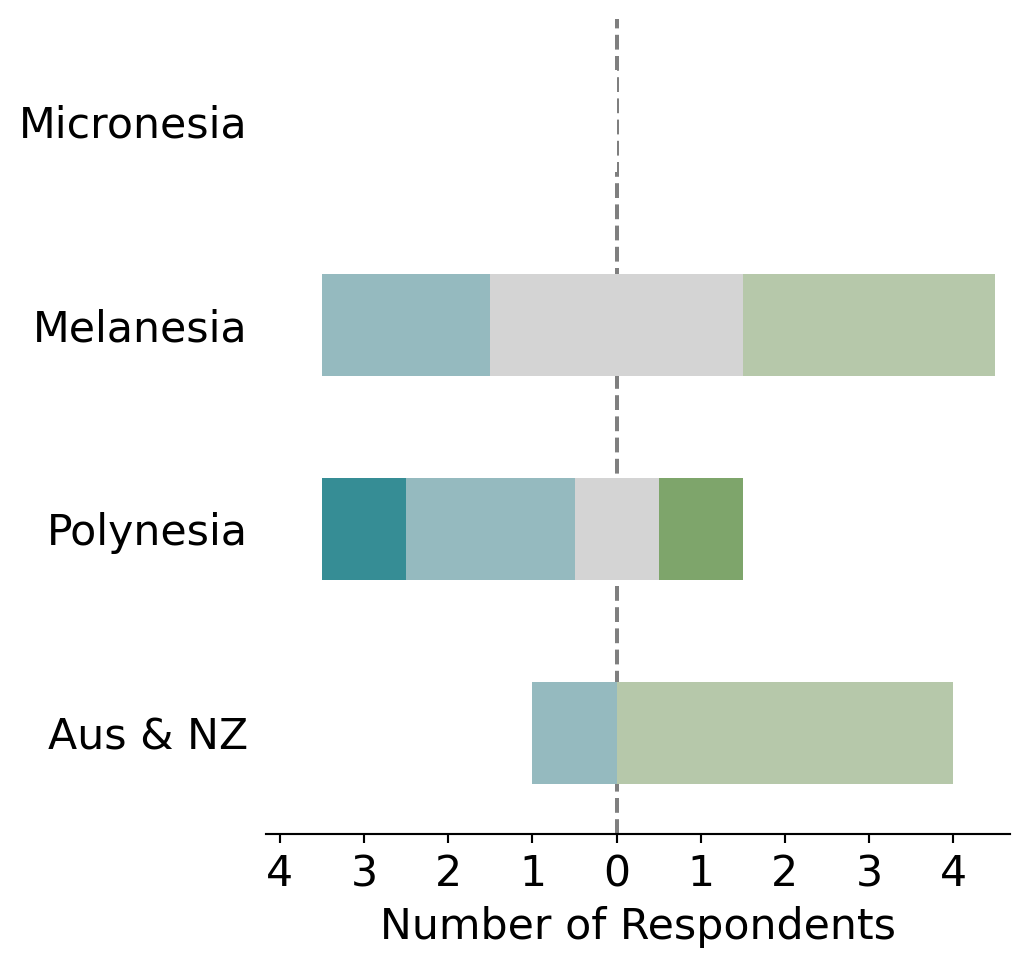 Micronesia
Melanesia
Polynesia
Aus & NZ
4 3 2 1 0 1 2 3 4
Number of Respondents